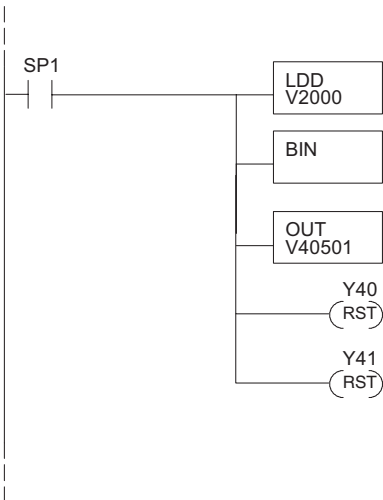 SP1
LDD
V2000
BIN
OUT
V40501
Y40
RST
Y41
RST